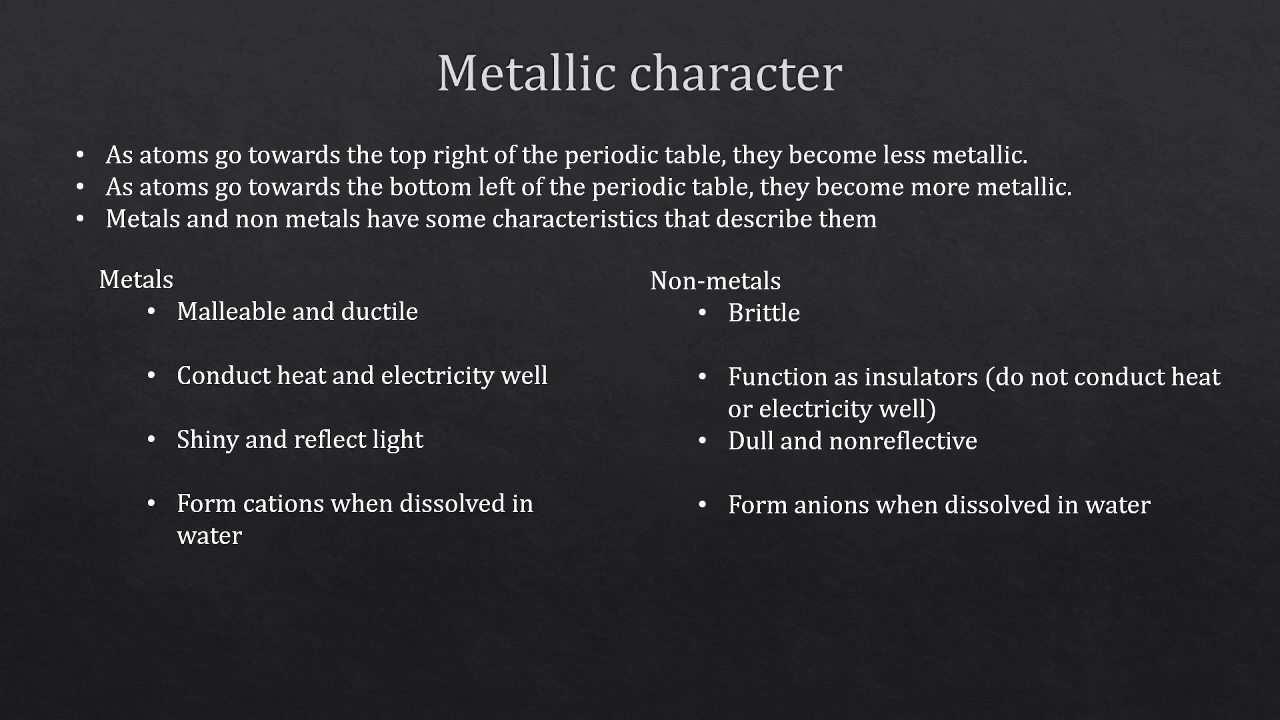 Metallic character
• As atoms go towards the top right of the periodic table, they become less metallic.
• As atoms go towards the bottom left of the periodic table, they become more metallic.
• Metals and non metals have some characteristics that describe them
Metals
• Malleable and ductile
• Conduct heat and electricity well
• Shiny and reflect light
• Form cations when dissolved in
water
Non-metals
• Brittle
• Function as insulators (do not conduct heat
or electricity well)
• Dull and nonreflective
• Form anions when dissolved in water